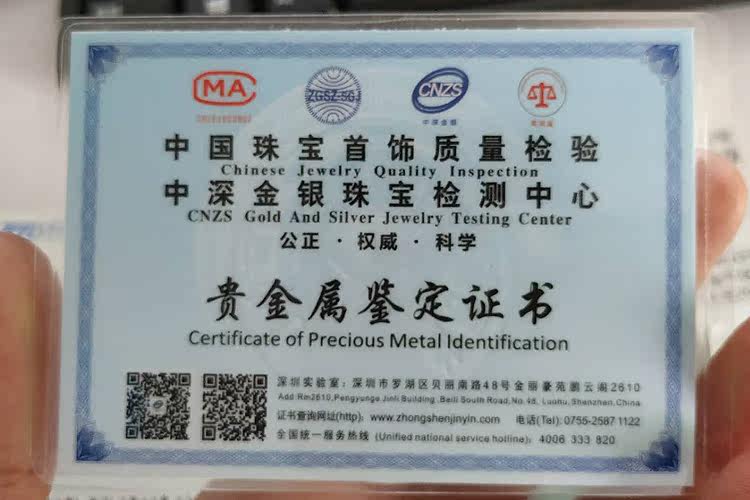 MA
ZGSZ-SGJ
CNZS
中深金银
中国珠宝首饰质量检验
Chinese Jewelry Quality Inspection
中深金银珠宝检测中心
CNZS Gold And Silver Jewelry Testing Center
公正·权威·科学
贵金属鉴定证书
Certificate of Precious Metal Identification
深圳实验室：深圳市罗湖区贝丽南路48号金丽豪苑鹏云阁2610
Add Rm2610,Pengyunge Jinli Building, Beili South Road,No.48, Luohu,Shenzhen,China
证书查询网址(http): www.zhongshenjinyin.com 电话(Tel): 0755-2587 1122
全国统一服务热线 (Unified national service hotline): 4006 333 820